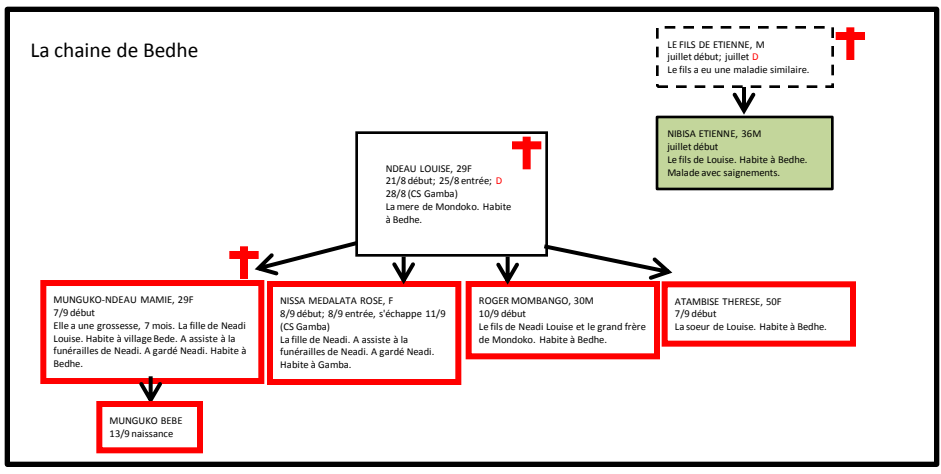 La chaine de Bedhe
LE FILS DE ETIENNE, M
juillet début; juillet D
Le fils a eu une maladie similaire.
NIBISA ETIENNE, 36M
juillet début
Le fils de Louise. Habite à Bedhe.
Malade avec saignements.
NDEAU LOUISE, 29F
21/8 début; 25/8 entrée; D
28/8 (CS Gamba)
La mere de Mondoko. Habite
à Bedhe.
MUNGUKO-NDEAU MAMIE, 29F
7/9 début
Elle a une grossesse, 7 mois. La fille de Neadi
Louise. Habite à village Bede. A assiste à la
funérailles de Neadi. A gardé Neadi. Habite à
Bedhe.
NISSA MEDALATA ROSE, F
8/9 début; 8/9 entrée, s'échappe 11/9
(CS Gamba)
La fille de Neadi. A assiste à la
funérailles de Neadi. A gardé Neadi.
Habite à Gamba.
ROGER MOMBANGO, 30M
10/9 début
Le fils de Neadi Louise et le grand frère
de Mondoko. Habite à Bedhe.
ATAMBISE THERESE, 50F
7/9 début
La soeur de Louise. Habite à Bedhe.
MUNGUKO BEBE
13/9 naissance